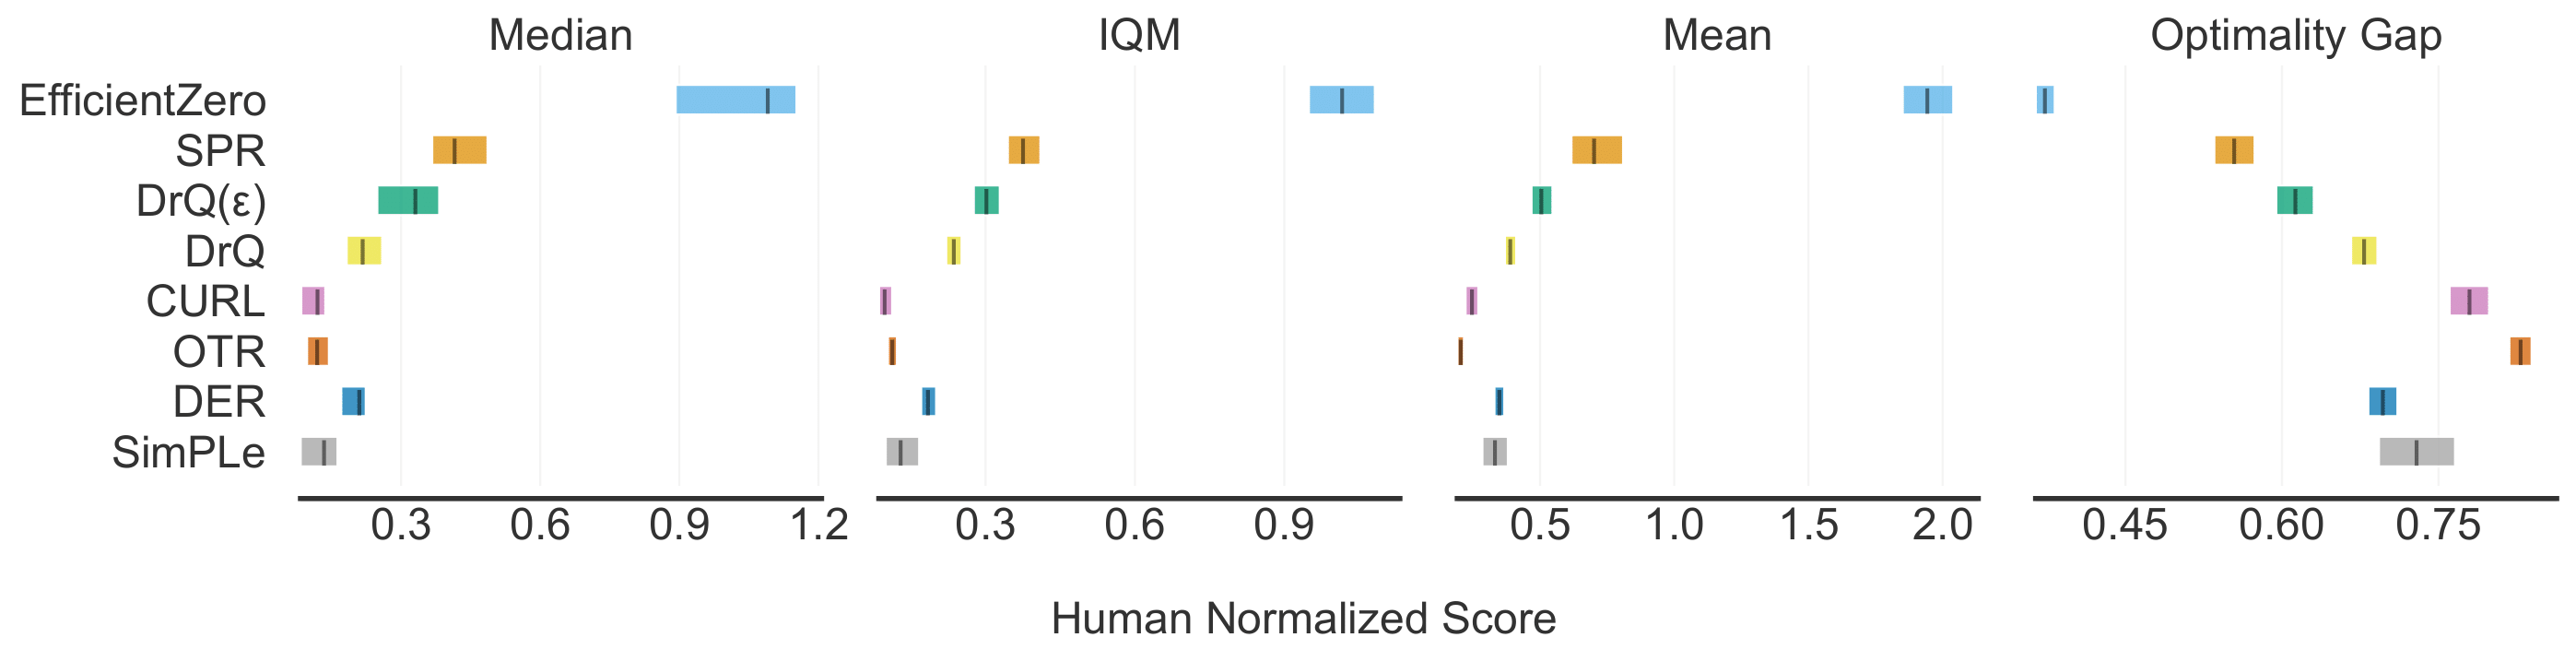 Median IQM Mean Optimality Gap
EfficientZero
SPR
DrQ(ε)
DrQ
CURL
OTR
DER
SimPLe
0.3 0.6 0.9 1.2 0.3 0.6 0.9 0.5 1.0 1.5 2.0 0.45 0.60 0.75
Human Normalized Score